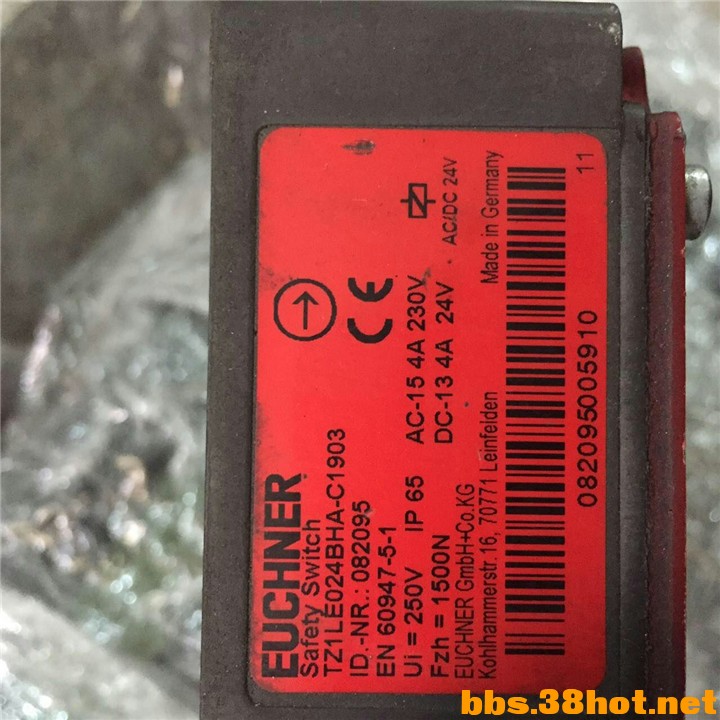 EUCHNER
Safety Switch
TZ1LE024BHA-C1903
ID.-NR.: 082095
EN 60947-5-1
Ui = 250V IP 65 AC-15 4A 230V
Fzh = 1500N DC-13 4A 24V AC/DC 24V
EUCHNER GmbH+Co.KG
Kohlhammerstr. 16, 70771 Leinfelden Made in Germany
082095005910
11
CE
bbs.38hot.net